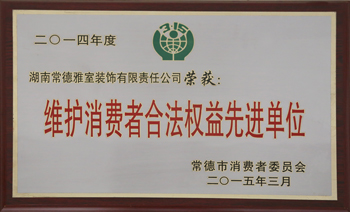 3·15
二〇一四年度
湖南常德雅室装饰有限责任公司荣获：
维护消费者合法权益先进单位
常德市消费者委员会
二〇一五年三月